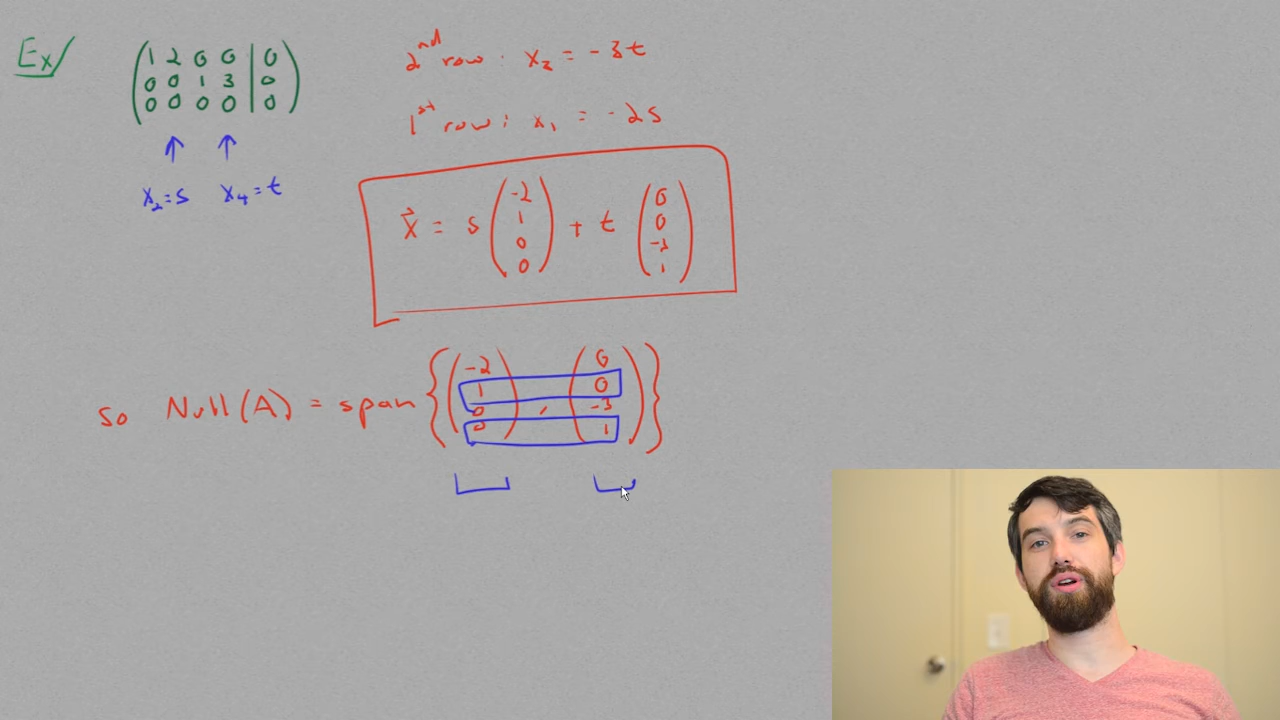 Ex/
(1 2 0 0 | 0)
(0 0 1 3 | 0)
(0 0 0 0 | 0)
x₂=s x₄=t
2nd row: x₃ = -3t
1st row: x₁ = -2s
x⃗ = s (-2 1 0 0) + t (0 0 -3 1)
so Null(A) = span {(-2 1 0 0), (0 0 -3 1)}